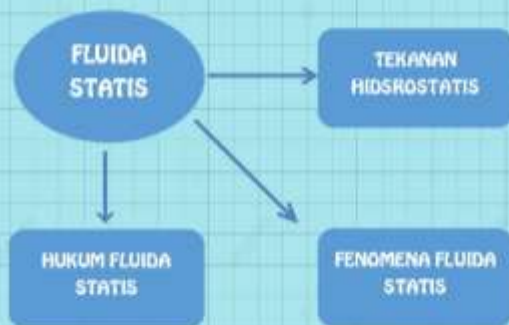 FLUIDA
STATIS
TEKANAN
HIDSROSTATIS
HUKUM FLUIDA
STATIS
FENOMENA FLUIDA
STATIS